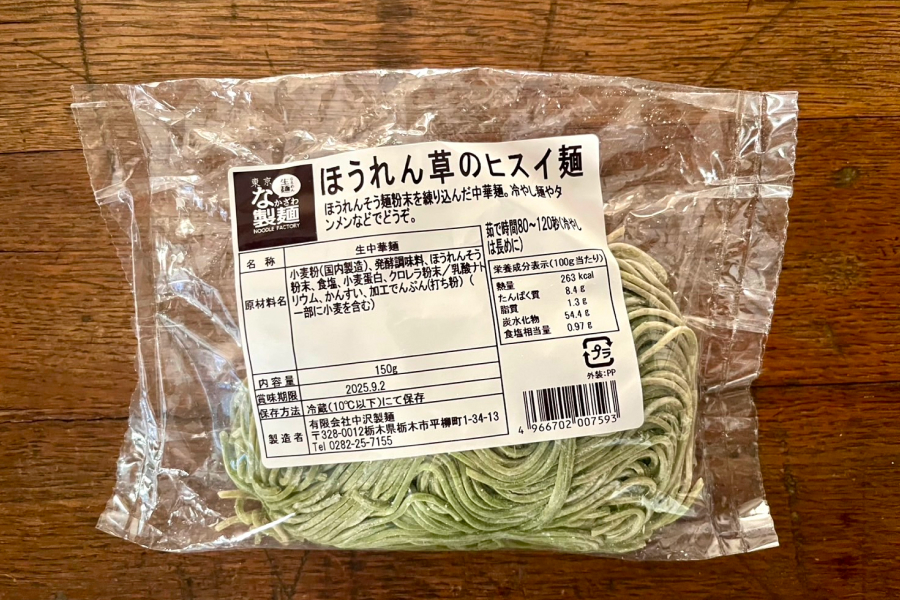 東京
生麺
なかざわ
製麺
NOODLE FACTORY
ほうれん草のヒスイ麺
ほうれんそう麺粉末を練り込んだ中華麺。冷やし麺やタ
ンメンなどでどうぞ。
茹で時間80～120秒(冷やし
は長めに)
名称 生中華麺
原材料名 小麦粉(国内製造)、発酵調味料、ほうれんそう
粉末、食塩、小麦蛋白、クロレラ粉末／乳酸ナト
リウム、かんすい、加工でんぷん(打ち粉) (
一部に小麦を含む)
内容量 150g
賞味期限 2025.9.2
保存方法 冷蔵(10℃以下)にて保存
製造者 有限会社中沢製麺
〒328-0012栃木県栃木市平柳町1-34-13
Tel 0282-25-7155
栄養成分表示(100g当たり)
熱量 263 kcal
たんぱく質 8.4 g
脂質 1.3 g
炭水化物 54.4 g
食塩相当量 0.97 g
プラ
外装:PP
4 966702 007593